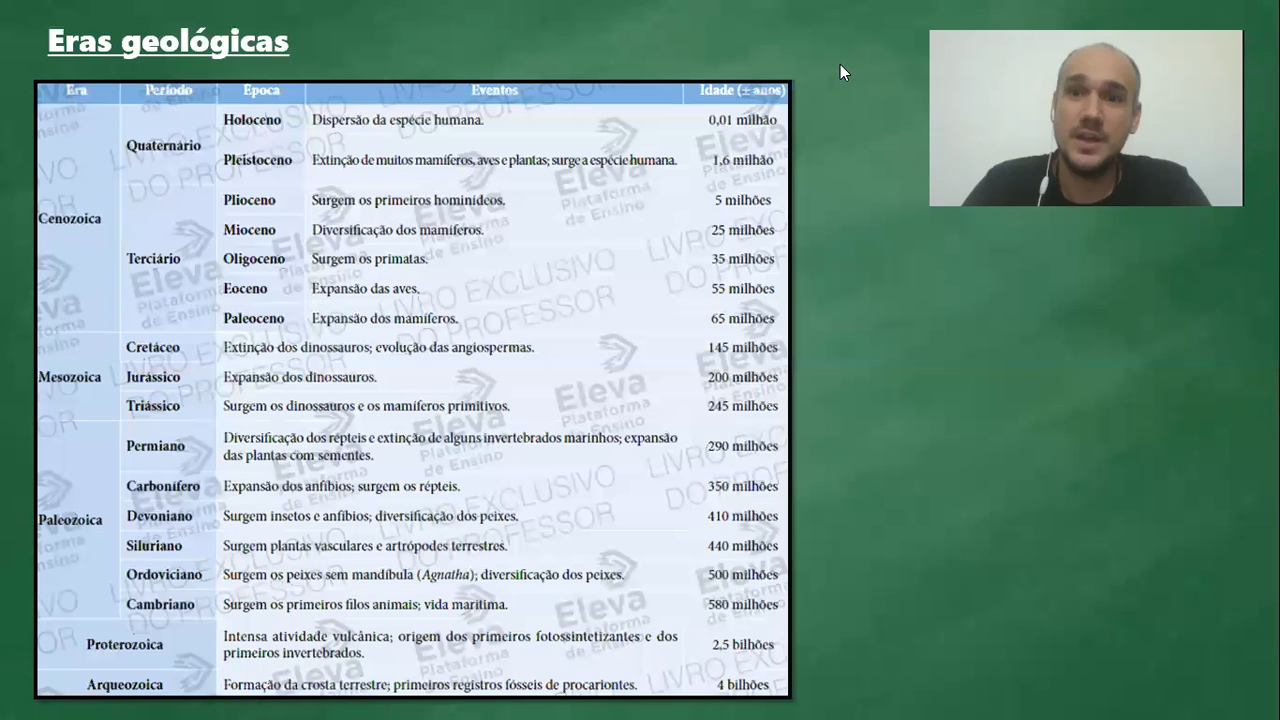 Eras geológicas
Era Período Época Eventos Idade (± anos)
Cenozoica
Quaternário
Holoceno Dispersão da espécie humana. 0,01 milhão
Pleistoceno Extinção de muitos mamíferos, aves e plantas; surge a espécie humana. 1,6 milhão
Terciário
Plioceno Surgem os primeiros hominídeos. 5 milhões
Mioceno Diversificação dos mamíferos. 25 milhões
Oligoceno Surgem os primatas. 35 milhões
Eoceno Expansão das aves. 55 milhões
Paleoceno Expansão dos mamíferos. 65 milhões
Mesozoica
Cretáceo Extinção dos dinossauros; evolução das angiospermas. 145 milhões
Jurássico Expansão dos dinossauros. 200 milhões
Triássico Surgem os dinossauros e os mamíferos primitivos. 245 milhões
Paleozoica
Permiano Diversificação dos répteis e extinção de alguns invertebrados marinhos; expansão
das plantas com sementes. 290 milhões
Carbonífero Expansão dos anfíbios; surgem os répteis. 350 milhões
Devoniano Surgem insetos e anfíbios; diversificação dos peixes. 410 milhões
Siluriano Surgem plantas vasculares e artrópodes terrestres. 440 milhões
Ordoviciano Surgem os peixes sem mandíbula (Agnatha); diversificação dos peixes. 500 milhões
Cambriano Surgem os primeiros filos animais; vida marítima. 580 milhões
Proterozoica Intensa atividade vulcânica; origem dos primeiros fotossintetizantes e dos
primeiros invertebrados. 2,5 bilhões
Arqueozoica Formação da crosta terrestre; primeiros registros fósseis de procariontes. 4 bilhões
Eleva
Plataforma
de Ensino
LIVRO EXCLUSIVO
DO PROFESSOR